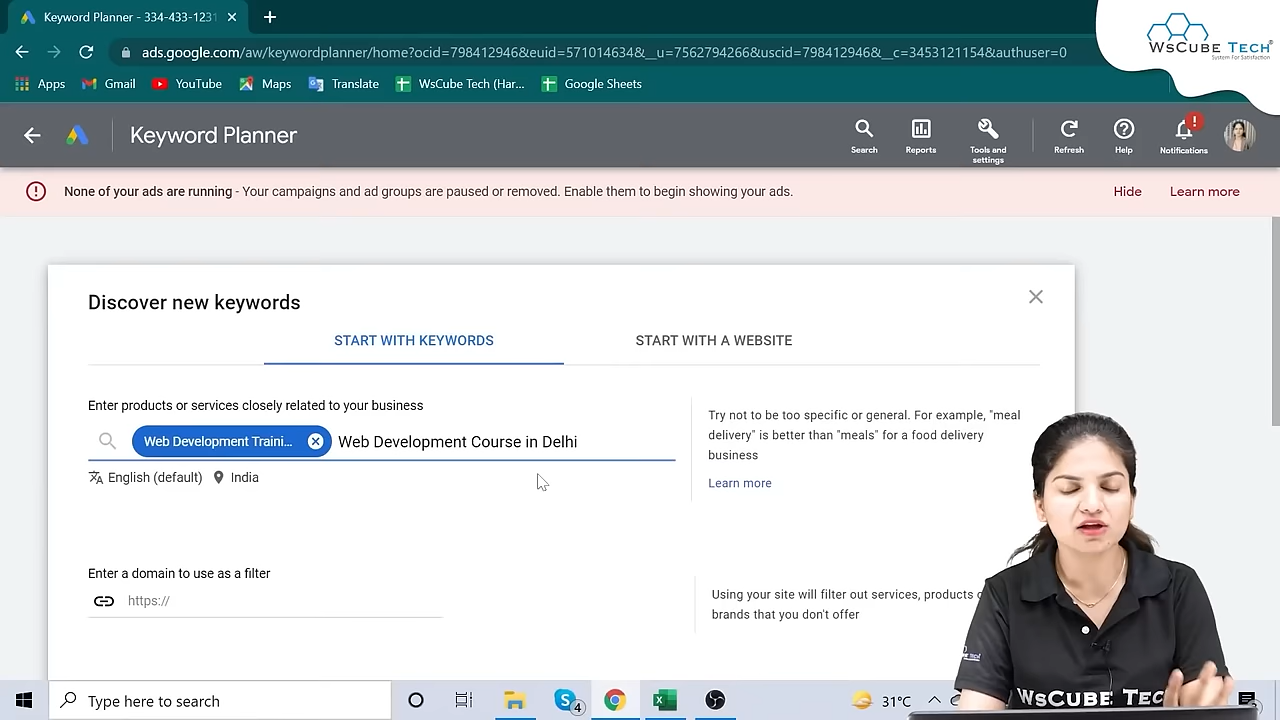 Keyword Planner - 334-433-1231
ads.google.com/aw/keywordplanner/home?ocid=798412946&euid=571014634&__u=7562794266&uscid=798412946&__c=3453121154&authuser=0
WsCube Tech
System For Satisfaction
Apps
Gmail
YouTube
Maps
Translate
WsCube Tech (Har...
Google Sheets
Keyword Planner
Search
Reports
Tools and
settings
Refresh
Help
Notifications
None of your ads are running - Your campaigns and ad groups are paused or removed. Enable them to begin showing your ads.
Hide
Learn more
Discover new keywords
START WITH KEYWORDS
START WITH A WEBSITE
Enter products or services closely related to your business
Web Development Traini...
Web Development Course in Delhi
English (default)
India
Try not to be too specific or general. For example, "meal
delivery" is better than "meals" for a food delivery
business
Learn more
Enter a domain to use as a filter
https://
Using your site will filter out services, products
brands that you don't offer
WsCube Tec
Type here to search
4
31°C